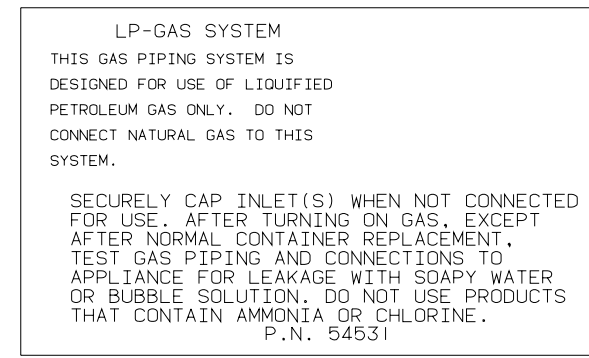 LP-GAS SYSTEM
THIS GAS PIPING SYSTEM IS
DESIGNED FOR USE OF LIQUIFIED
PETROLEUM GAS ONLY. DO NOT
CONNECT NATURAL GAS TO THIS
SYSTEM.
SECURELY CAP INLET(S) WHEN NOT CONNECTED
FOR USE. AFTER TURNING ON GAS, EXCEPT
AFTER NORMAL CONTAINER REPLACEMENT,
TEST GAS PIPING AND CONNECTIONS TO
APPLIANCE FOR LEAKAGE WITH SOAPY WATER
OR BUBBLE SOLUTION. DO NOT USE PRODUCTS
THAT CONTAIN AMMONIA OR CHLORINE.
P.N. 54531